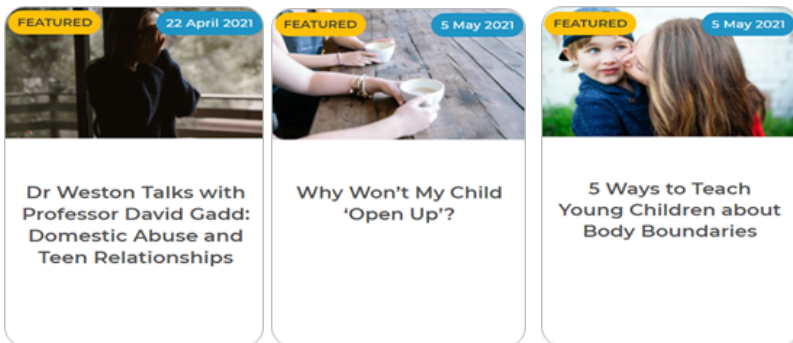 FEATURED
22 April 2021
Dr Weston Talks with
Professor David Gadd:
Domestic Abuse and
Teen Relationships
FEATURED
5 May 2021
Why Won't My Child
'Open Up'?
FEATURED
5 May 2021
5 Ways to Teach
Young Children about
Body Boundaries